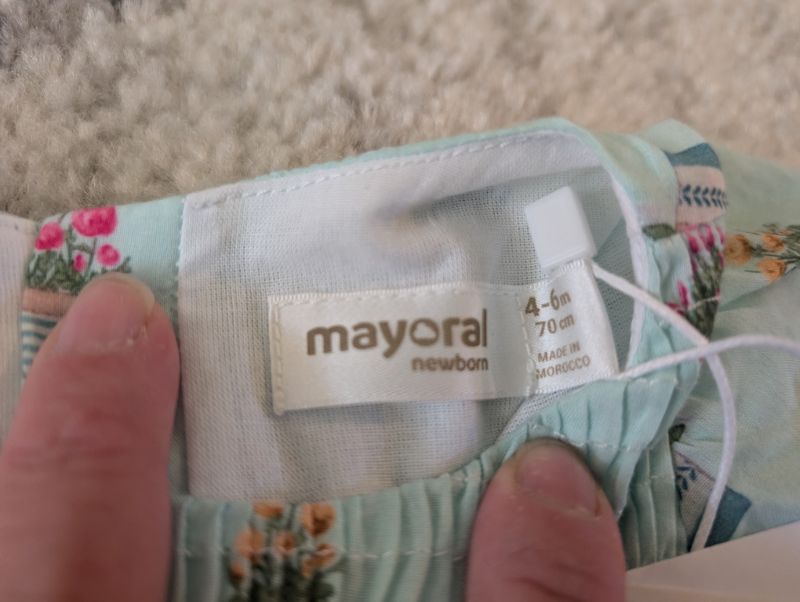 mayoral
newborn
4-6m
70 cm
MADE IN
MOROCCO